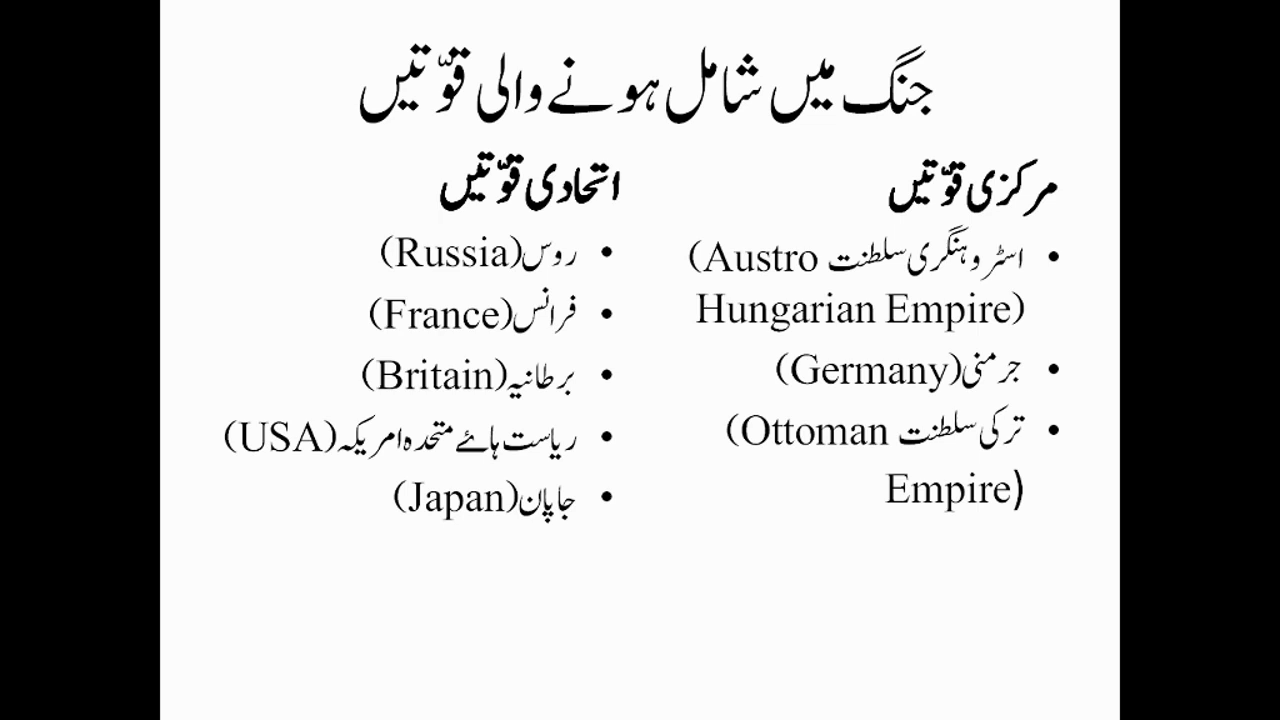 جنگ میں شامل ہونے والی قوّتیں
مرکزی قوّتیں
• اسٹرو ہنگری سلطنت (Austro
Hungarian Empire)
• جرمنی (Germany)
• ترکی سلطنت (Ottoman
Empire)
اتحادی قوّتیں
• روس (Russia)
• فرانس (France)
• برطانیہ (Britain)
• ریاست ہائے متحدہ امریکہ (USA)
• جاپان (Japan)